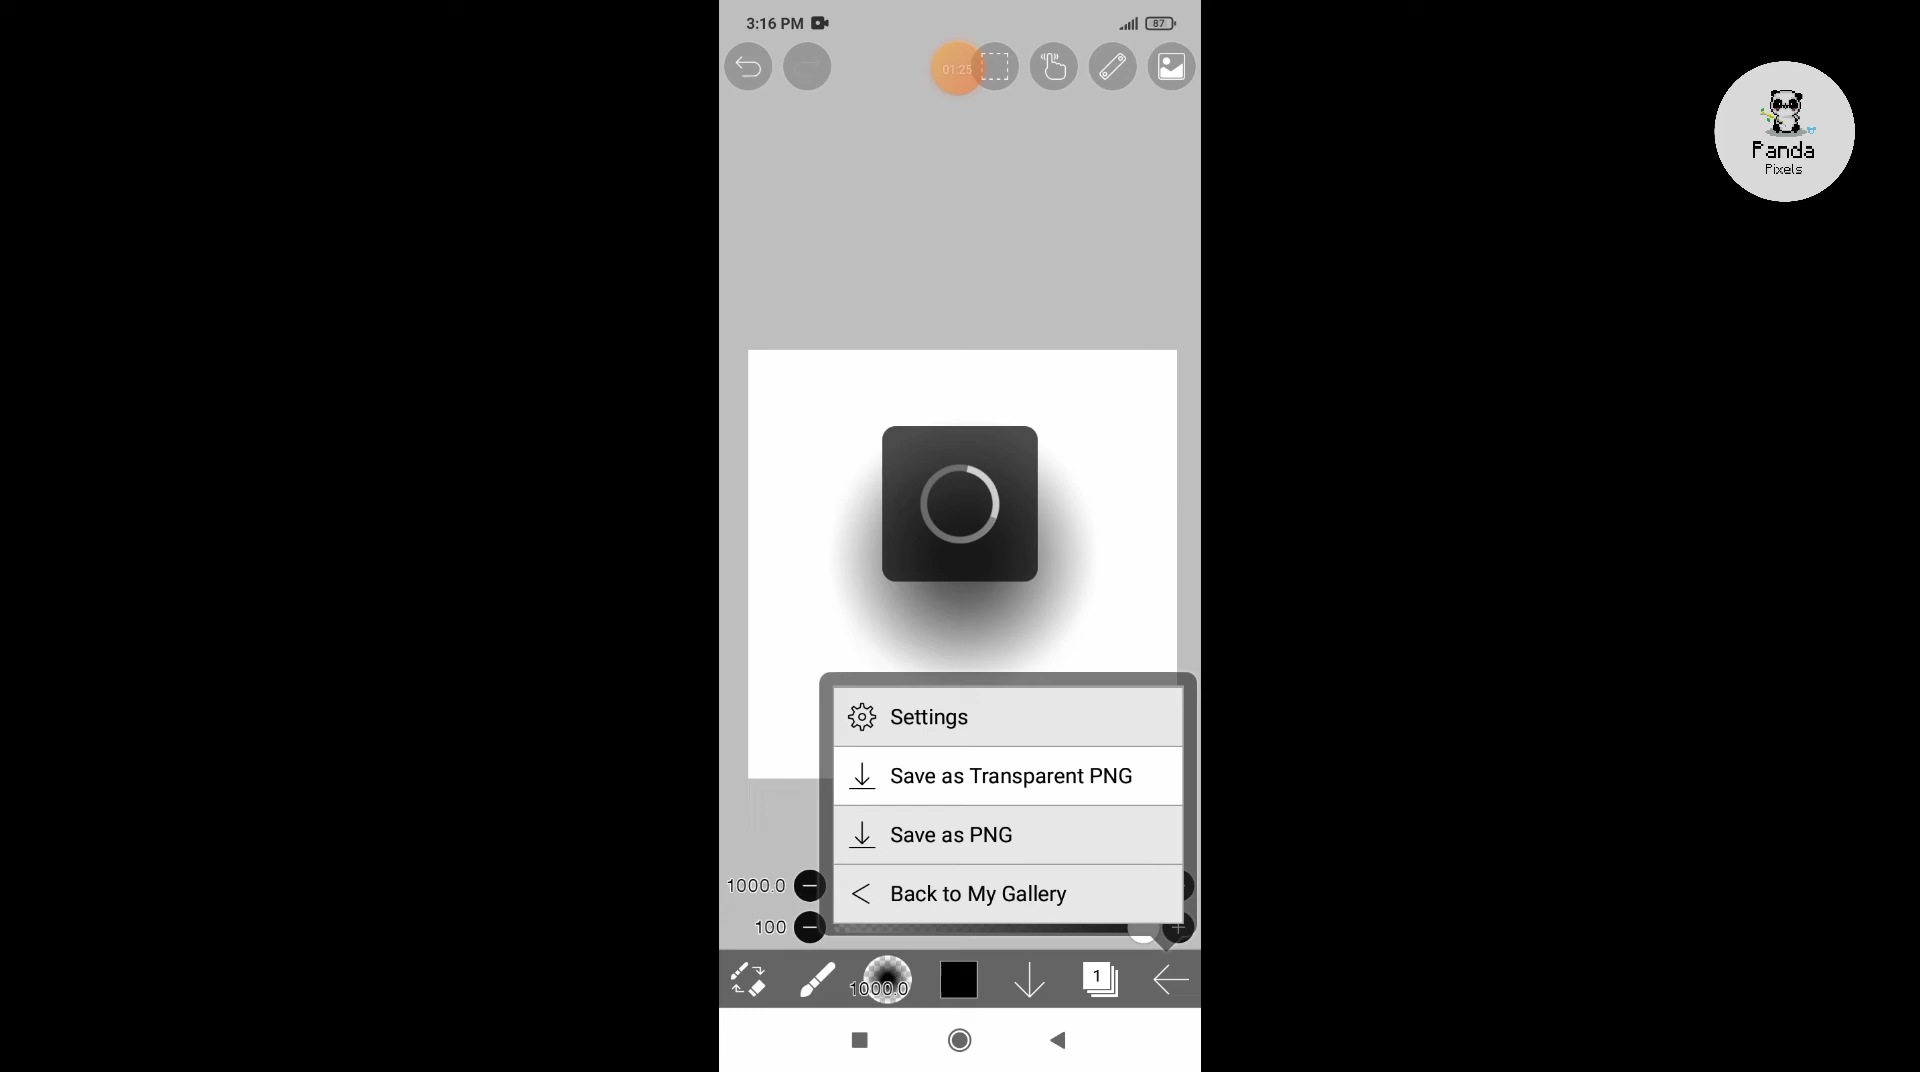 3:16 PM
87
01:25
Panda
Pixels
Settings
Save as Transparent PNG
Save as PNG
Back to My Gallery
1000.0
100
1000.0
1